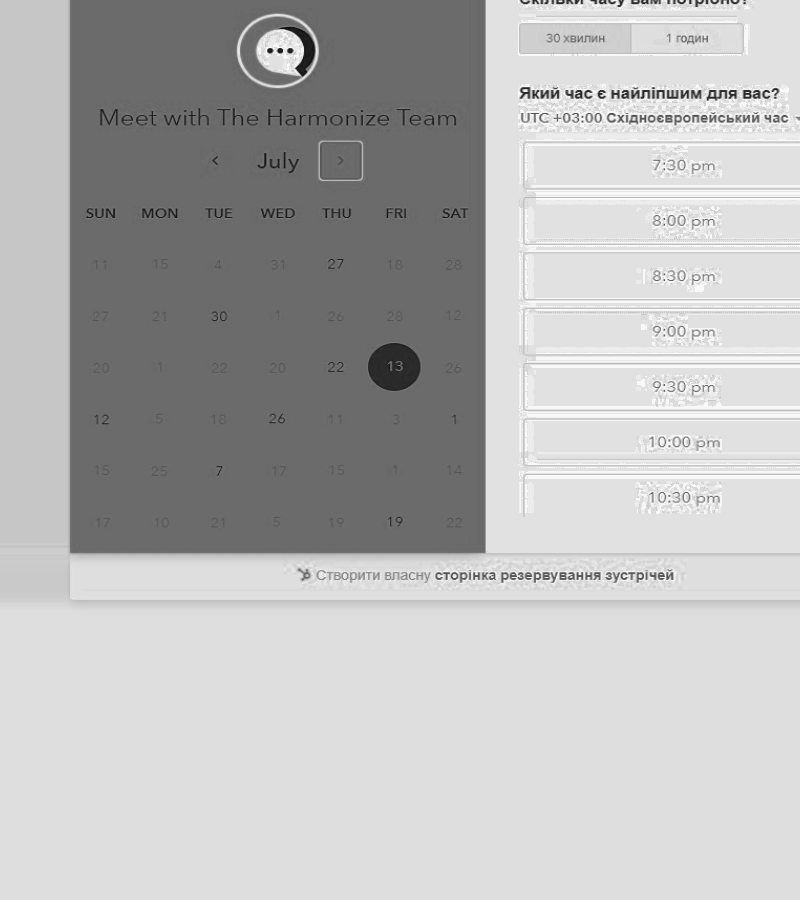 Meet with The Harmonize Team
July
SUN MON TUE WED THU FRI SAT
11 15 4 31 27 18 28
27 21 30 1 26 28 12
20 1 22 20 22 13 26
12 5 18 26 11 3 1
15 25 7 17 15 1 14
17 10 21 5 19 19 22
Скільки часу вам потрібно?
30 хвилин 1 годин
Який час є найліпшим для вас?
UTC +03:00 Східноєвропейський час
7:30 pm
8:00 pm
8:30 pm
9:00 pm
9:30 pm
10:00 pm
10:30 pm
Створити власну сторінка резервування зустрічей